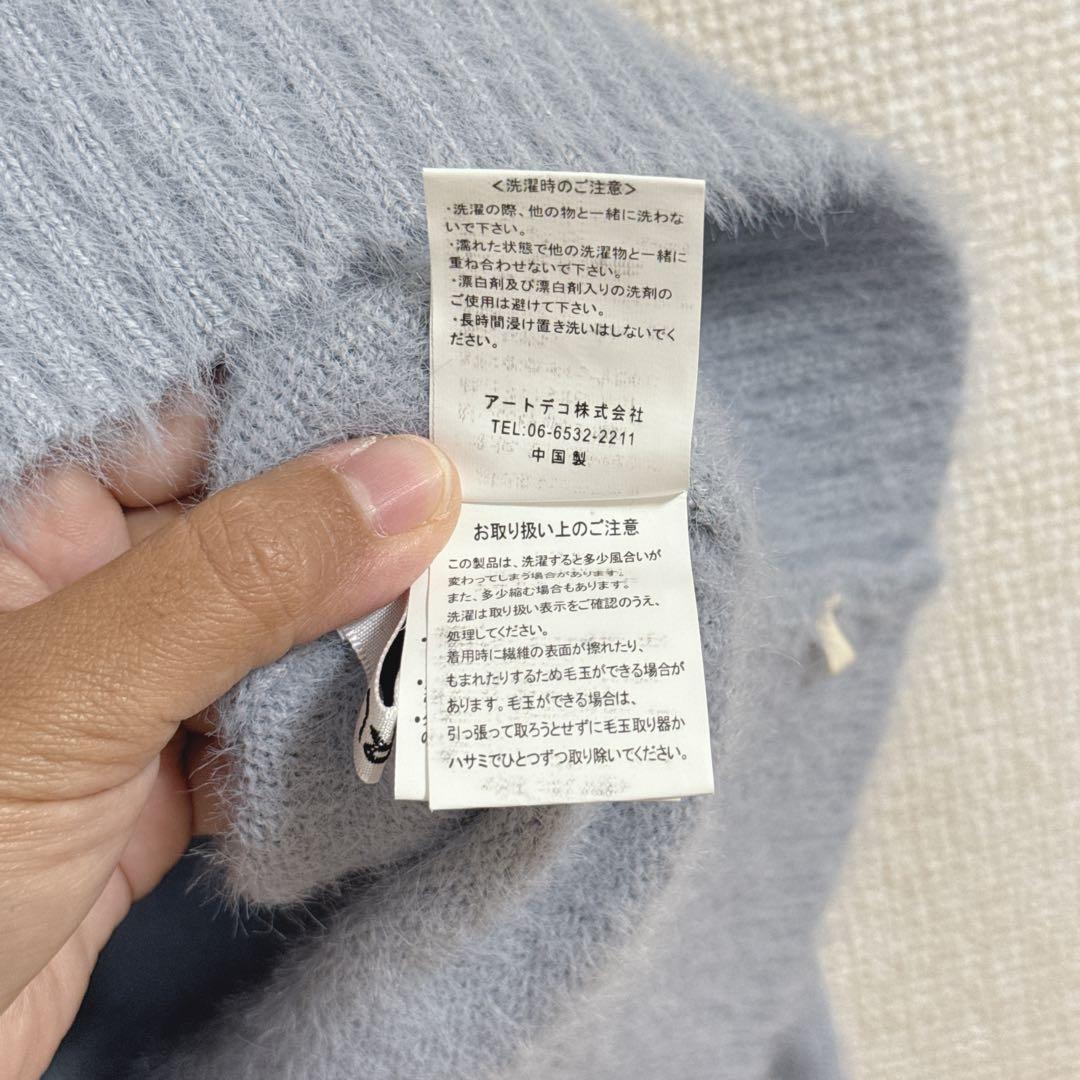 <洗濯時のご注意>
・洗濯の際、他の物と一緒に洗わな
いで下さい。
・濡れた状態で他の洗濯物と一緒に
重ね合わせないで下さい。
・漂白剤及び漂白剤入りの洗剤の
ご使用は避けて下さい。
・長時間浸け置き洗いはしないでく
ださい。
アートデコ株式会社
TEL:06-6532-2211
中国製
お取り扱い上のご注意
この製品は、洗濯すると多少風合いが
変わってしまう場合があります。
また、多少縮む場合もあります。
洗濯は取り扱い表示をご確認のうえ、
処理してください。
着用時に繊維の表面が擦れたり、
もまれたりするため毛玉ができる場合が
あります。毛玉ができる場合は、
引っ張って取ろうとせずに毛玉取り器か
ハサミでひとつずつ取り除いてください。